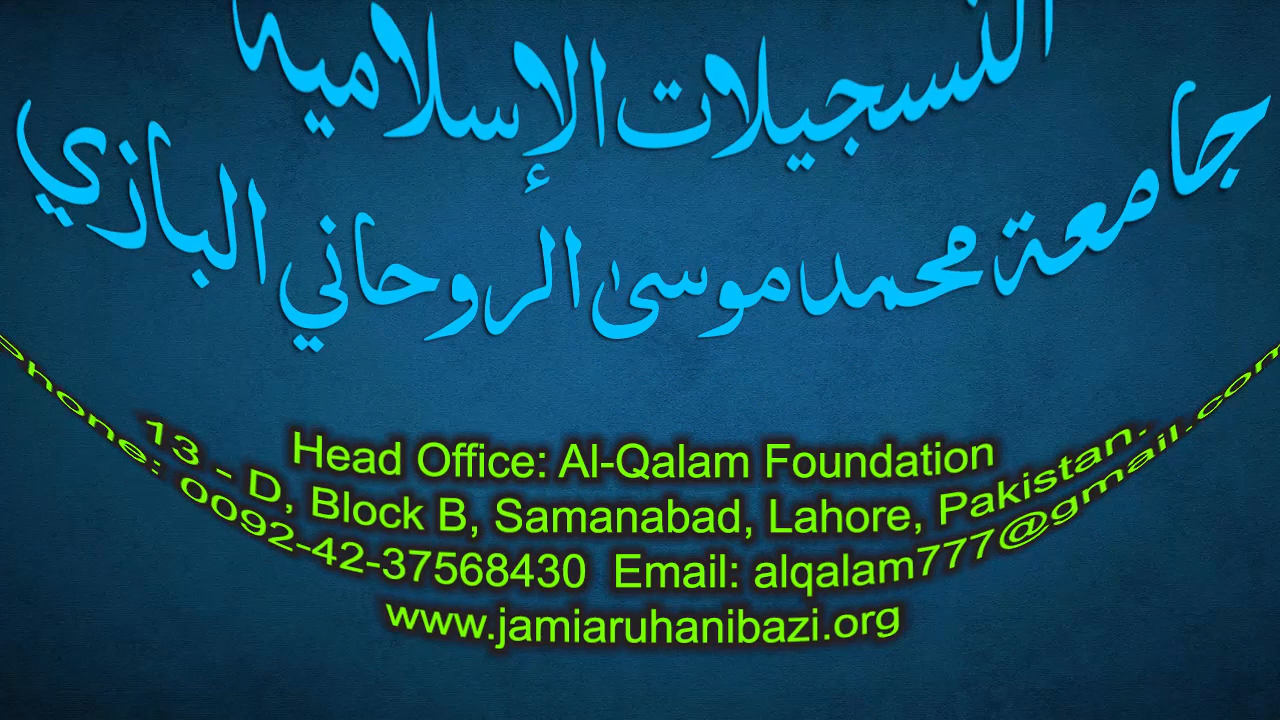 التسجيلات الإسلامية
جامعة محمد موسىٰ الروحاني البازي
Head Office: Al-Qalam Foundation
13 - D, Block B, Samanabad, Lahore, Pakistan.
Phone: 0092-42-37568430 Email: alqalam777@gmail.com
www.jamiaruhanibazi.org